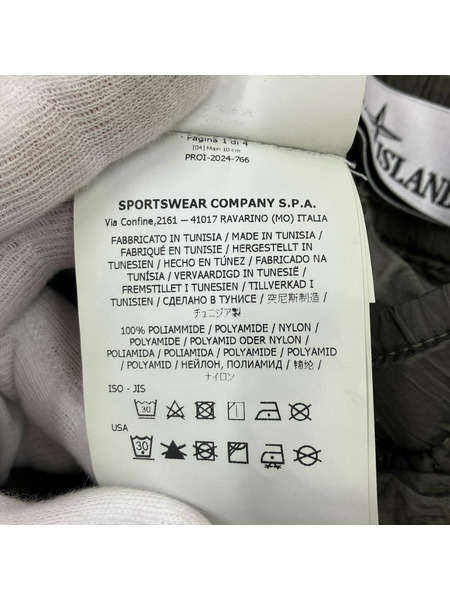 Pagina 1 di 4
[04] Main 10 cm
PROI-2024-766
SPORTSWEAR COMPANY S.P.A.
Via Confine,2161 – 41017 RAVARINO (MO) ITALIA
FABBRICATO IN TUNISIA / MADE IN TUNISIA /
FABRIQUÉ EN TUNISIE / HERGESTELLT IN
TUNESIEN / HECHO EN TÚNEZ / FABRICADO NA
TUNÍSIA / VERVAARDIGD IN TUNESIË /
FREMSTILLET I TUNESIEN / TILLVERKAD I
TUNISIEN / СДЕЛАНО В ТУНИСЕ / 突尼斯制造 /
チュニジア製
100% POLIAMMIDE / POLYAMIDE / NYLON /
POLYAMIDE / POLYAMID ODER NYLON /
POLIAMIDA / POLIAMIDA / POLYAMIDE / POLYAMID
/ POLYAMID / НЕЙЛОН, ПОЛИАМИД / 锦纶 /
ナイロン
ISO - JIS
30
USA
30
ISLAND